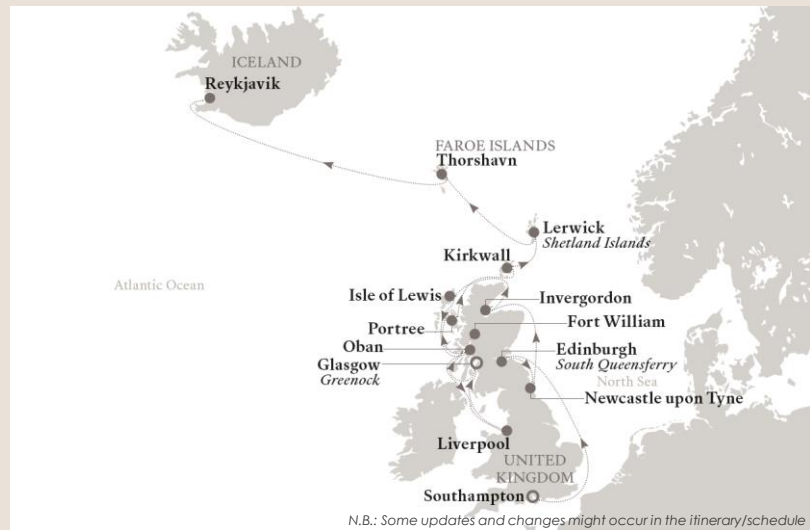 ICELAND
Reykjavik
FAROE ISLANDS
Thorshavn
Lerwick
Shetland Islands
Kirkwall
Atlantic Ocean
Isle of Lewis
Invergordon
Portree
Fort William
Oban
Edinburgh
South Queensferry
Glasgow
Greenock
North Sea
Newcastle upon Tyne
Liverpool
UNITED
KINGDOM
Southampton
N.B.: Some updates and changes might occur in the itinerary/schedule